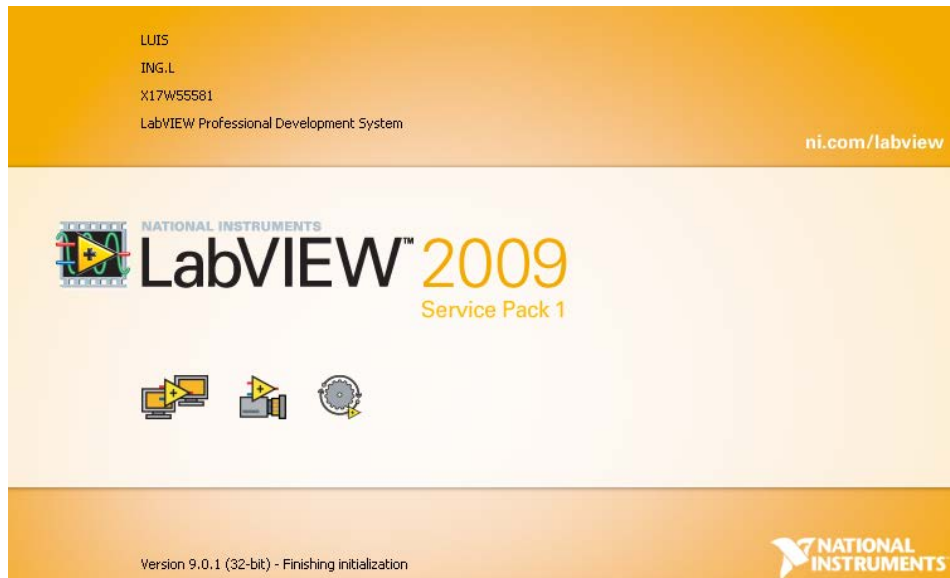 LUIS
ING.L
X17W55581
LabVIEW Professional Development System
ni.com/labview
NATIONAL INSTRUMENTS
LabVIEW™ 2009
Service Pack 1
Version 9.0.1 (32-bit) - Finishing initialization
NATIONAL
INSTRUMENTS